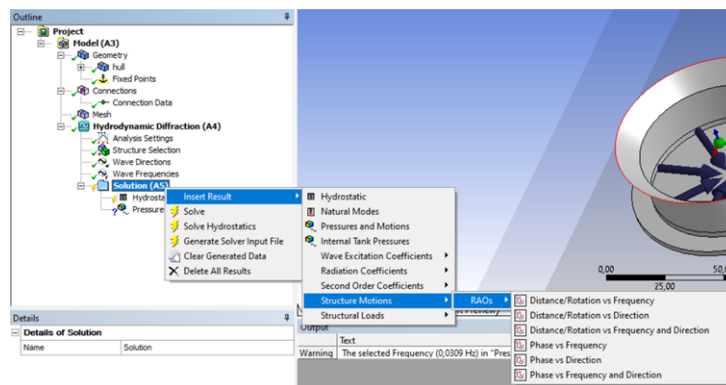 Outline
Project
Model (A3)
Geometry
hull
Fixed Points
Connections
Connection Data
Mesh
Hydrodynamic Diffraction (A4)
Analysis Settings
Structure Selection
Wave Directions
Wave Frequencies
Solution (A5)
Hydrosta
Pressure
Insert Result
Solve
Solve Hydrostatics
Generate Solver Input File
Clear Generated Data
Delete All Results
Hydrostatic
Natural Modes
Pressures and Motions
Internal Tank Pressures
Wave Excitation Coefficients
Radiation Coefficients
Second Order Coefficients
Structure Motions
Structural Loads
RAOs
Distance/Rotation vs Frequency
Distance/Rotation vs Direction
Distance/Rotation vs Frequency and Direction
Phase vs Frequency
Phase vs Direction
Phase vs Frequency and Direction
0,00
50,0
25,00
Details
Details of Solution
Name Solution
Output
Text
Warning The selected Frequency (0,0309 Hz) in "Pres